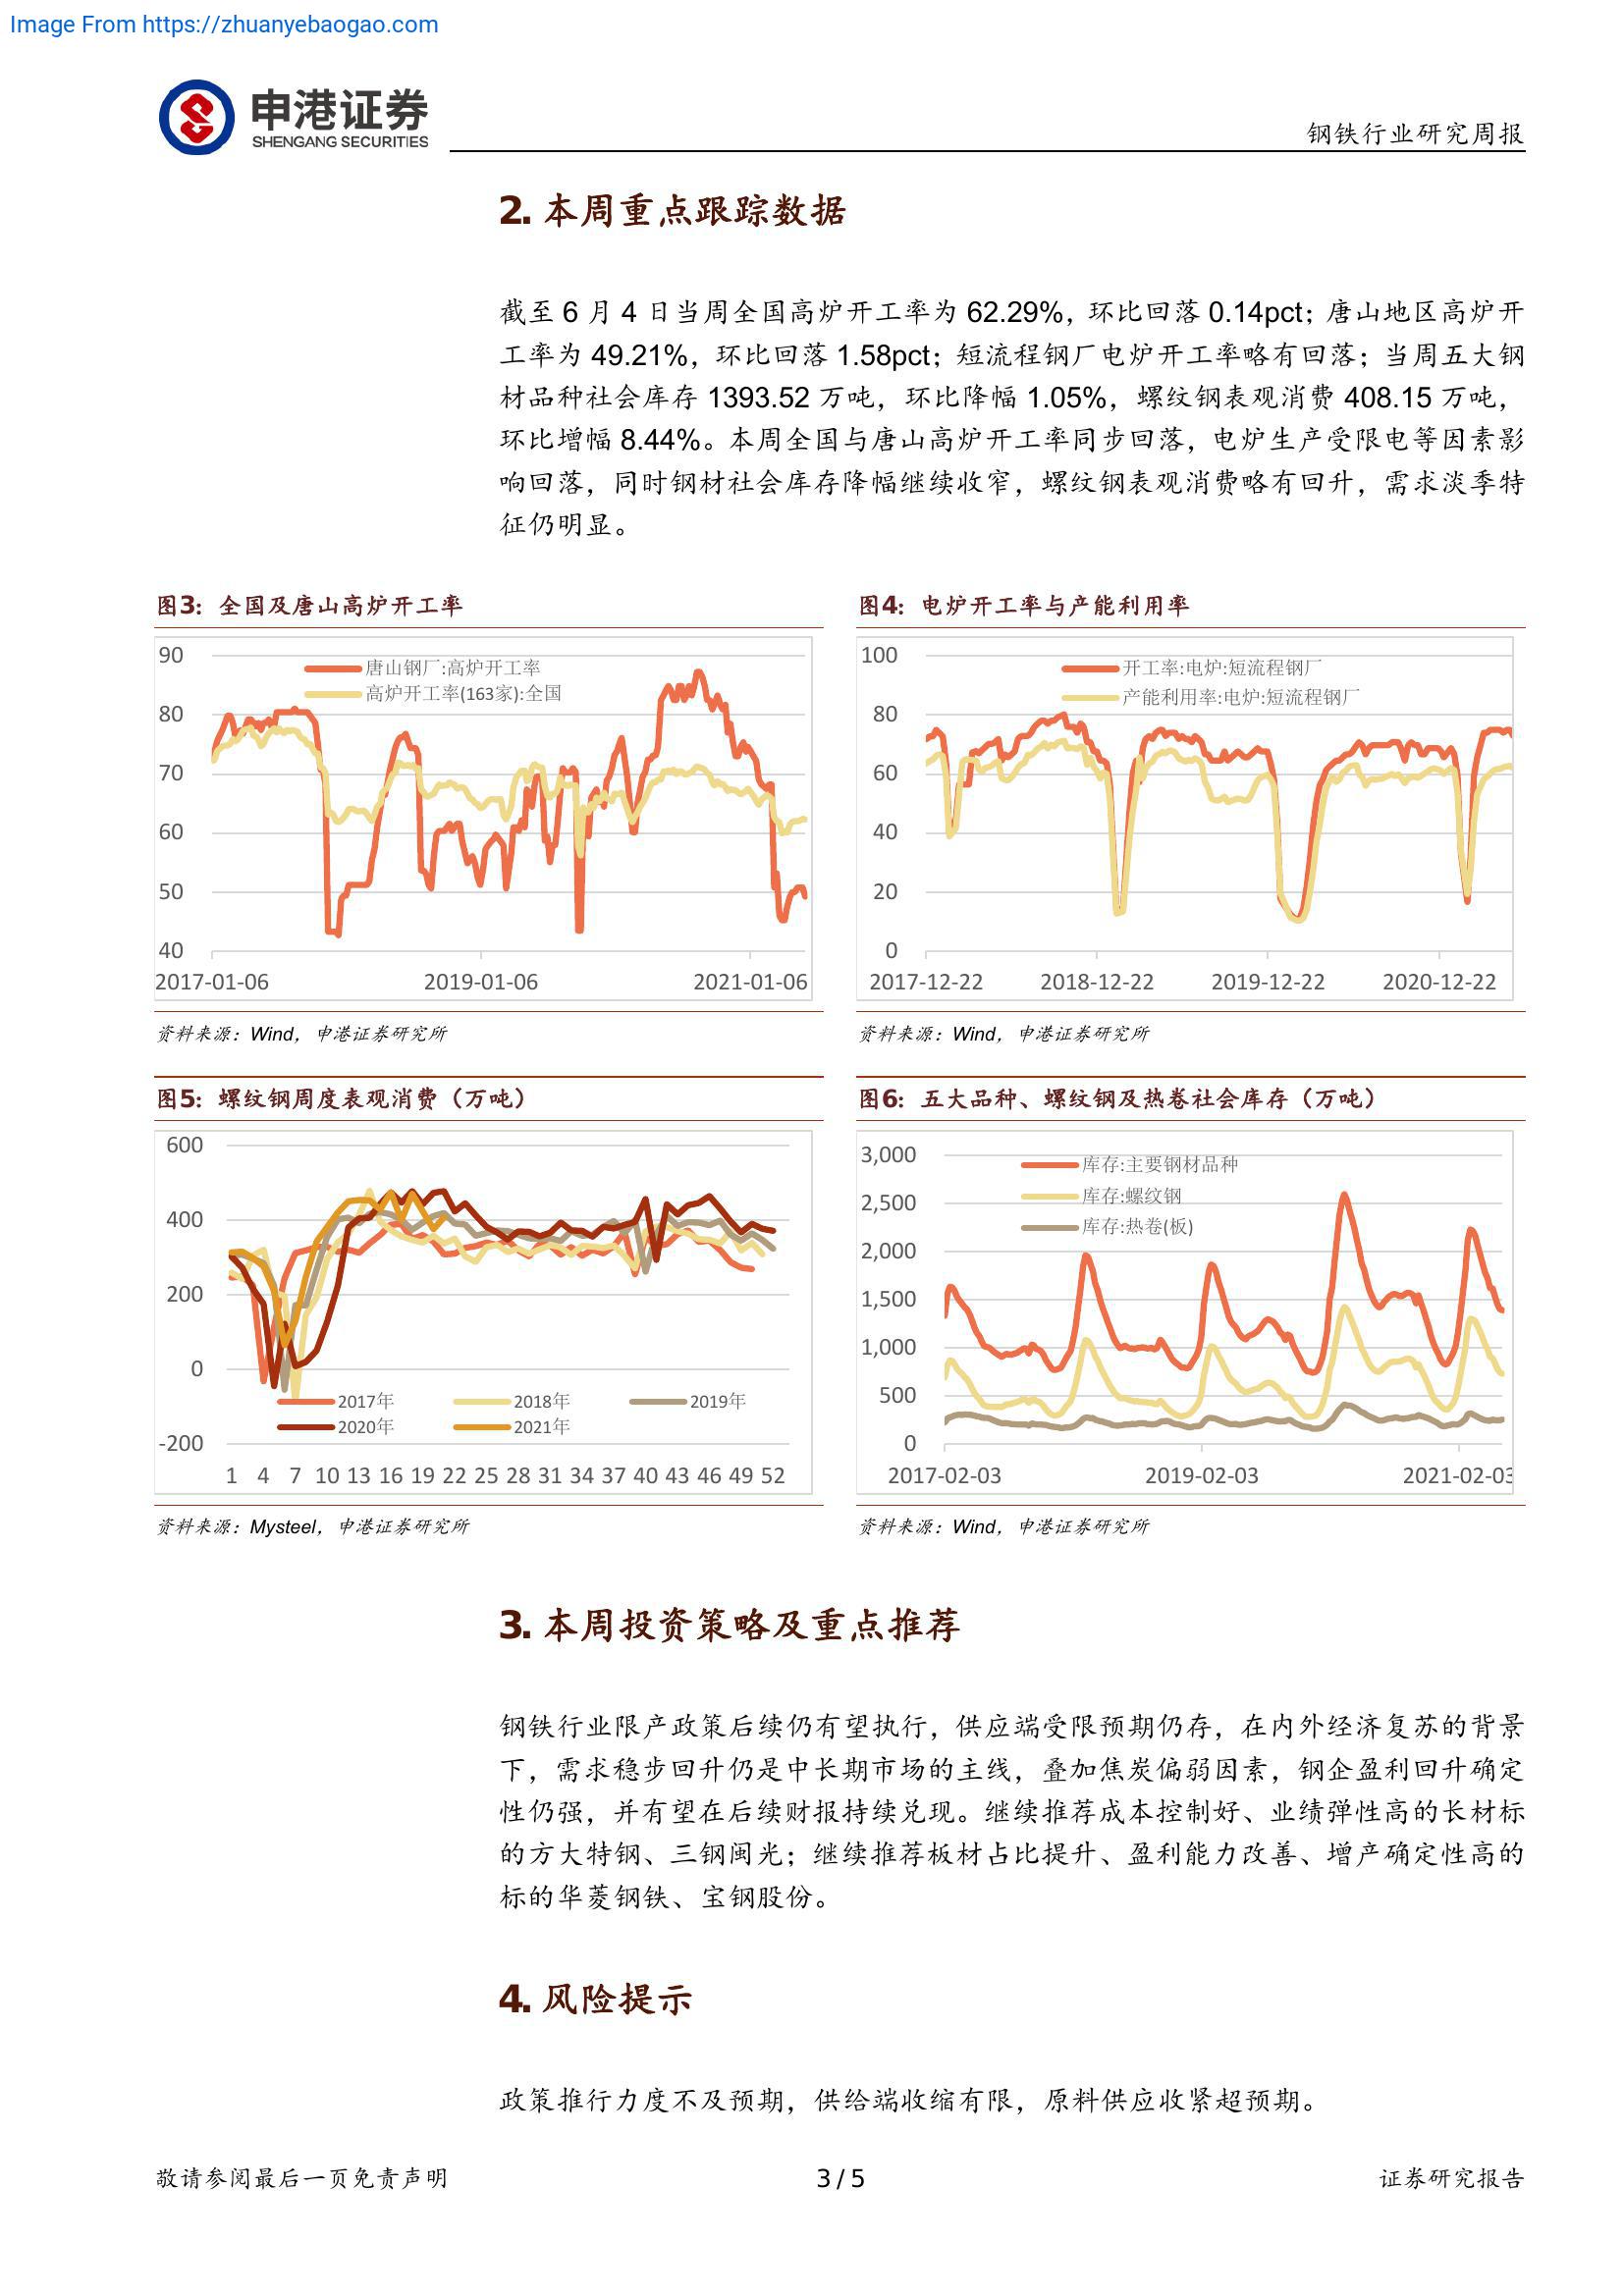 Image From https://zhuanyebaogao.com
申港证券
SHENGANG SECURITIES
钢铁行业研究周报
2. 本周重点跟踪数据
截至 6 月 4 日当周全国高炉开工率为 62.29%，环比回落 0.14pct；唐山地区高炉开
工率为 49.21%，环比回落 1.58pct；短流程钢厂电炉开工率略有回落；当周五大钢
材品种社会库存 1393.52 万吨，环比降幅 1.05%，螺纹钢表观消费 408.15 万吨，
环比增幅 8.44%。本周全国与唐山高炉开工率同步回落，电炉生产受限电等因素影
响回落，同时钢材社会库存降幅继续收窄，螺纹钢表观消费略有回升，需求淡季特
征仍明显。
图3：全国及唐山高炉开工率
90
80
70
60
50
40
唐山钢厂:高炉开工率
高炉开工率(163家):全国
2017-01-06 2019-01-06 2021-01-06
资料来源：Wind，申港证券研究所
图4：电炉开工率与产能利用率
100
80
60
40
20
0
开工率:电炉:短流程钢厂
产能利用率:电炉:短流程钢厂
2017-12-22 2018-12-22 2019-12-22 2020-12-22
资料来源：Wind，申港证券研究所
图5：螺纹钢周度表观消费（万吨）
600
400
200
0
-200
2017年 2018年 2019年
2020年 2021年
1 4 7 10 13 16 19 22 25 28 31 34 37 40 43 46 49 52
资料来源：Mysteel，申港证券研究所
图6：五大品种、螺纹钢及热卷社会库存（万吨）
3,000
2,500
2,000
1,500
1,000
500
0
库存:主要钢材品种
库存:螺纹钢
库存:热卷(板)
2017-02-03 2019-02-03 2021-02-03
资料来源：Wind，申港证券研究所
3. 本周投资策略及重点推荐
钢铁行业限产政策后续仍有望执行，供应端受限预期仍存，在内外经济复苏的背景
下，需求稳步回升仍是中长期市场的主线，叠加焦炭偏弱因素，钢企盈利回升确定
性仍强，并有望在后续财报持续兑现。继续推荐成本控制好、业绩弹性高的长材标
的方大特钢、三钢闽光；继续推荐板材占比提升、盈利能力改善、增产确定性高的
标的华菱钢铁、宝钢股份。
4. 风险提示
政策推行力度不及预期，供给端收缩有限，原料供应收紧超预期。
敬请参阅最后一页免责声明 3 / 5 证券研究报告